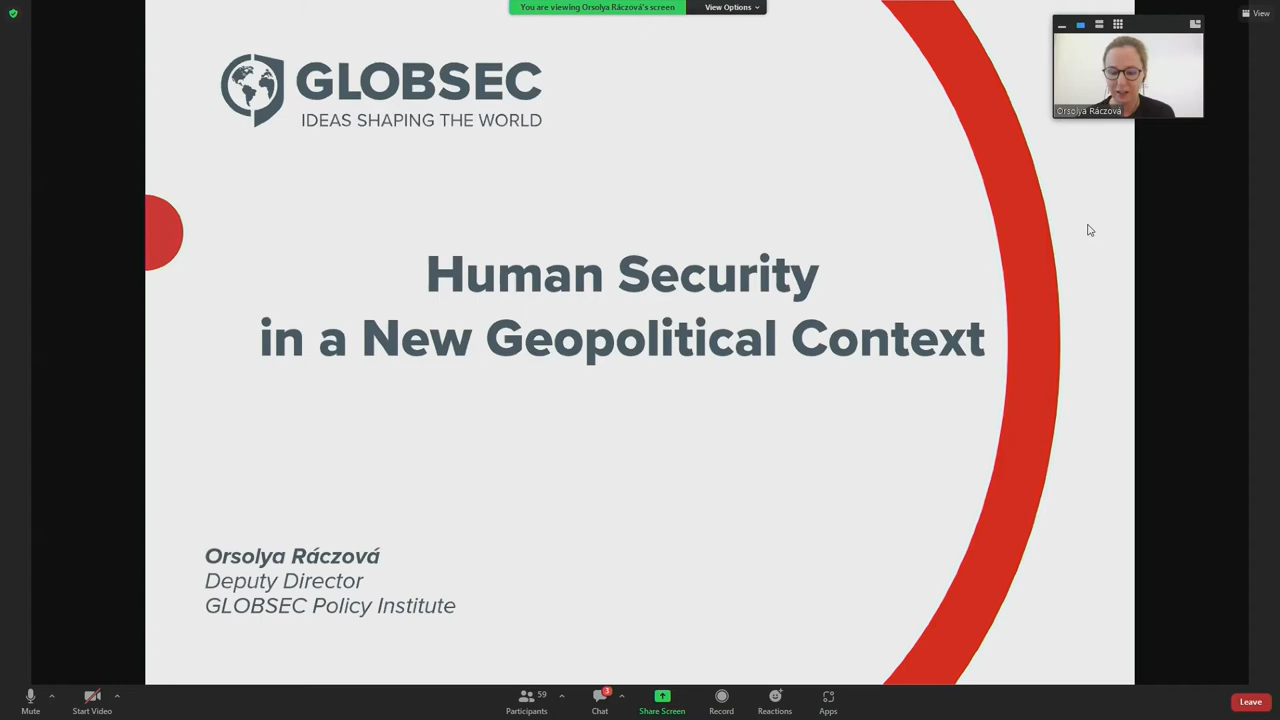 You are viewing Orsolya Ráczová's screen
View Options
View
Orsolya Ráczová
GLOBSEC
IDEAS SHAPING THE WORLD
Human Security
in a New Geopolitical Context
Orsolya Ráczová
Deputy Director
GLOBSEC Policy Institute
Mute
Start Video
59
Participants
3
Chat
Share Screen
Record
Reactions
Apps
Leave